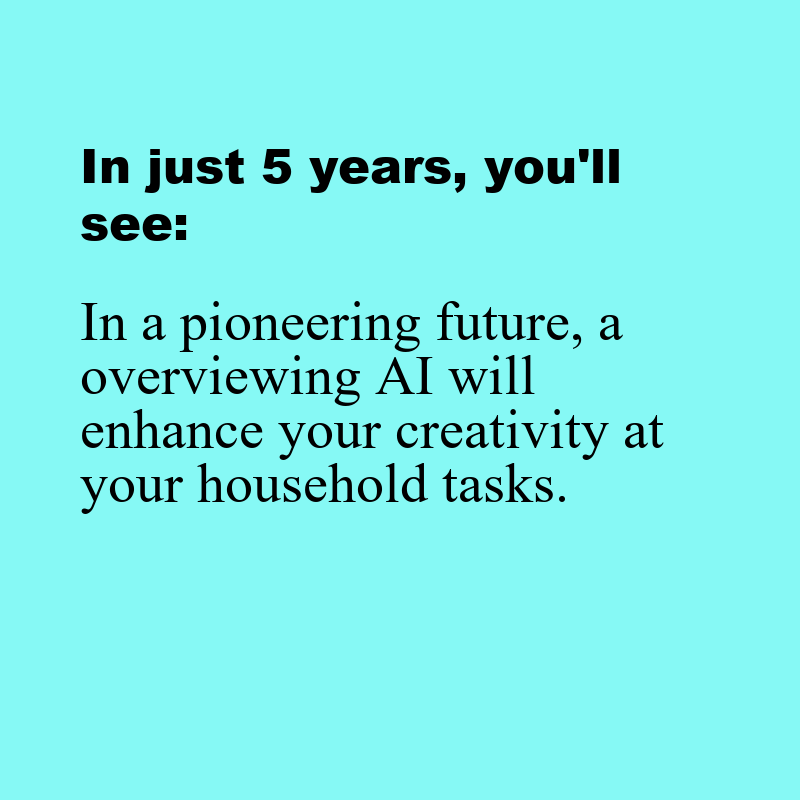 In just 5 years, you'll
see:
In a pioneering future, a
overviewing AI will
enhance your creativity at
your household tasks.